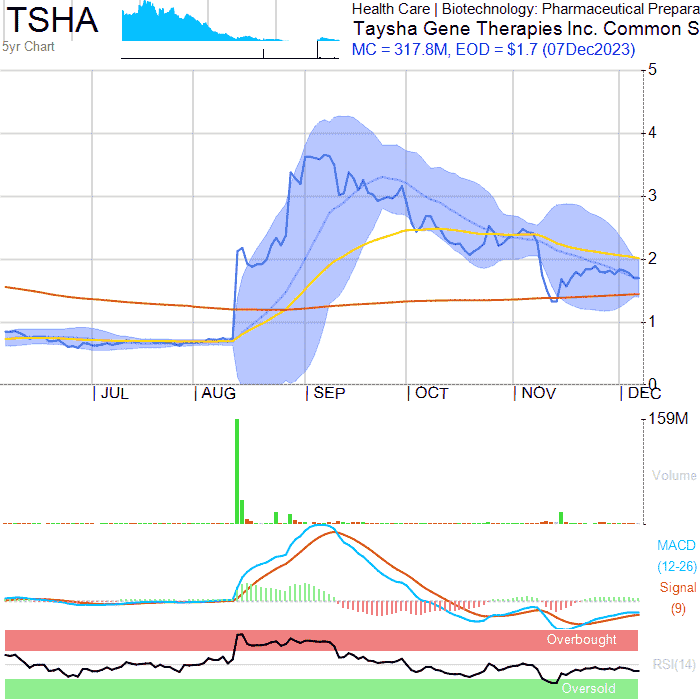 TSHA
5yr Chart
Health Care | Biotechnology: Pharmaceutical Prepara
Taysha Gene Therapies Inc. Common S
MC = 317.8M, EOD = $1.7 (07Dec2023)
5
4
3
2
1
0
JUL
AUG
SEP
OCT
NOV
DEC
159M
Volume
MACD
(12-26)
Signal
(9)
Overbought
RSI(14)
Oversold